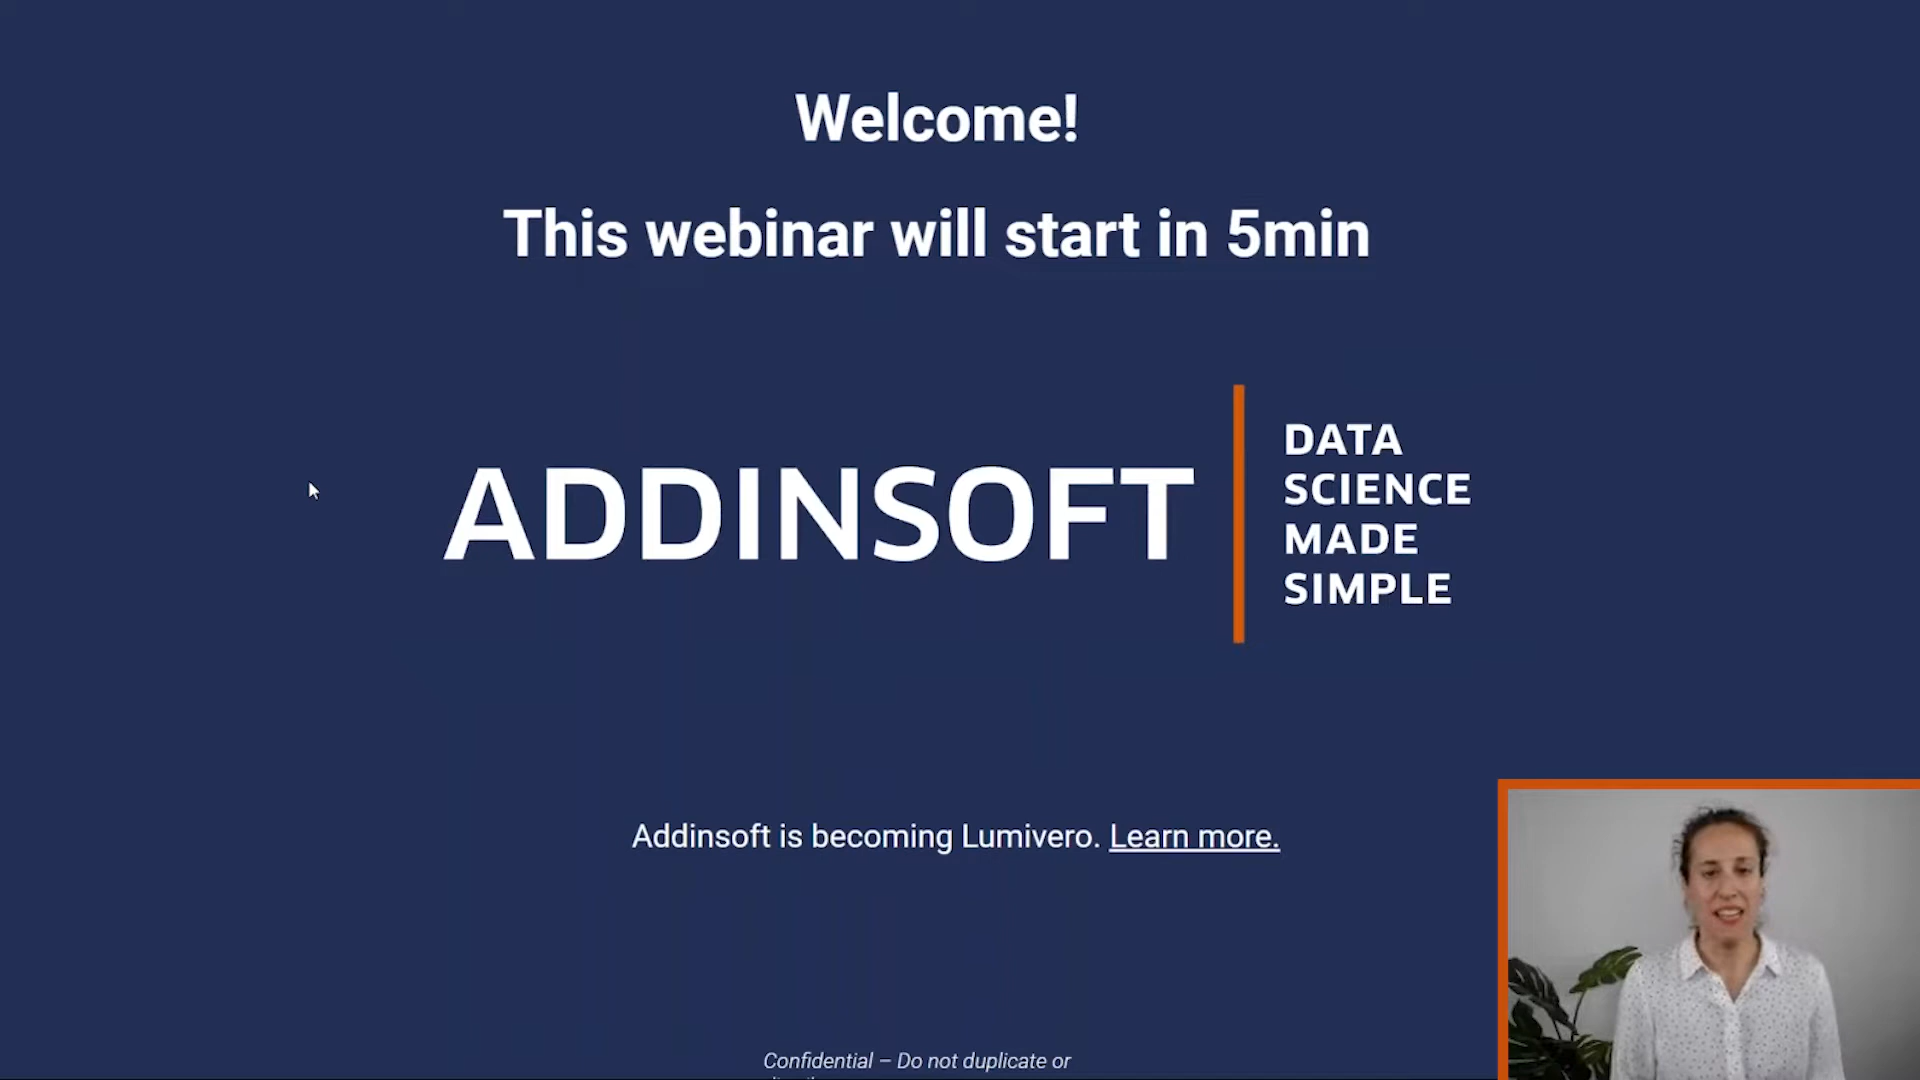 Welcome!
This webinar will start in 5min
ADDINSOFT
DATA
SCIENCE
MADE
SIMPLE
Addinsoft is becoming Lumivero. Learn more.
Confidential – Do not duplicate or